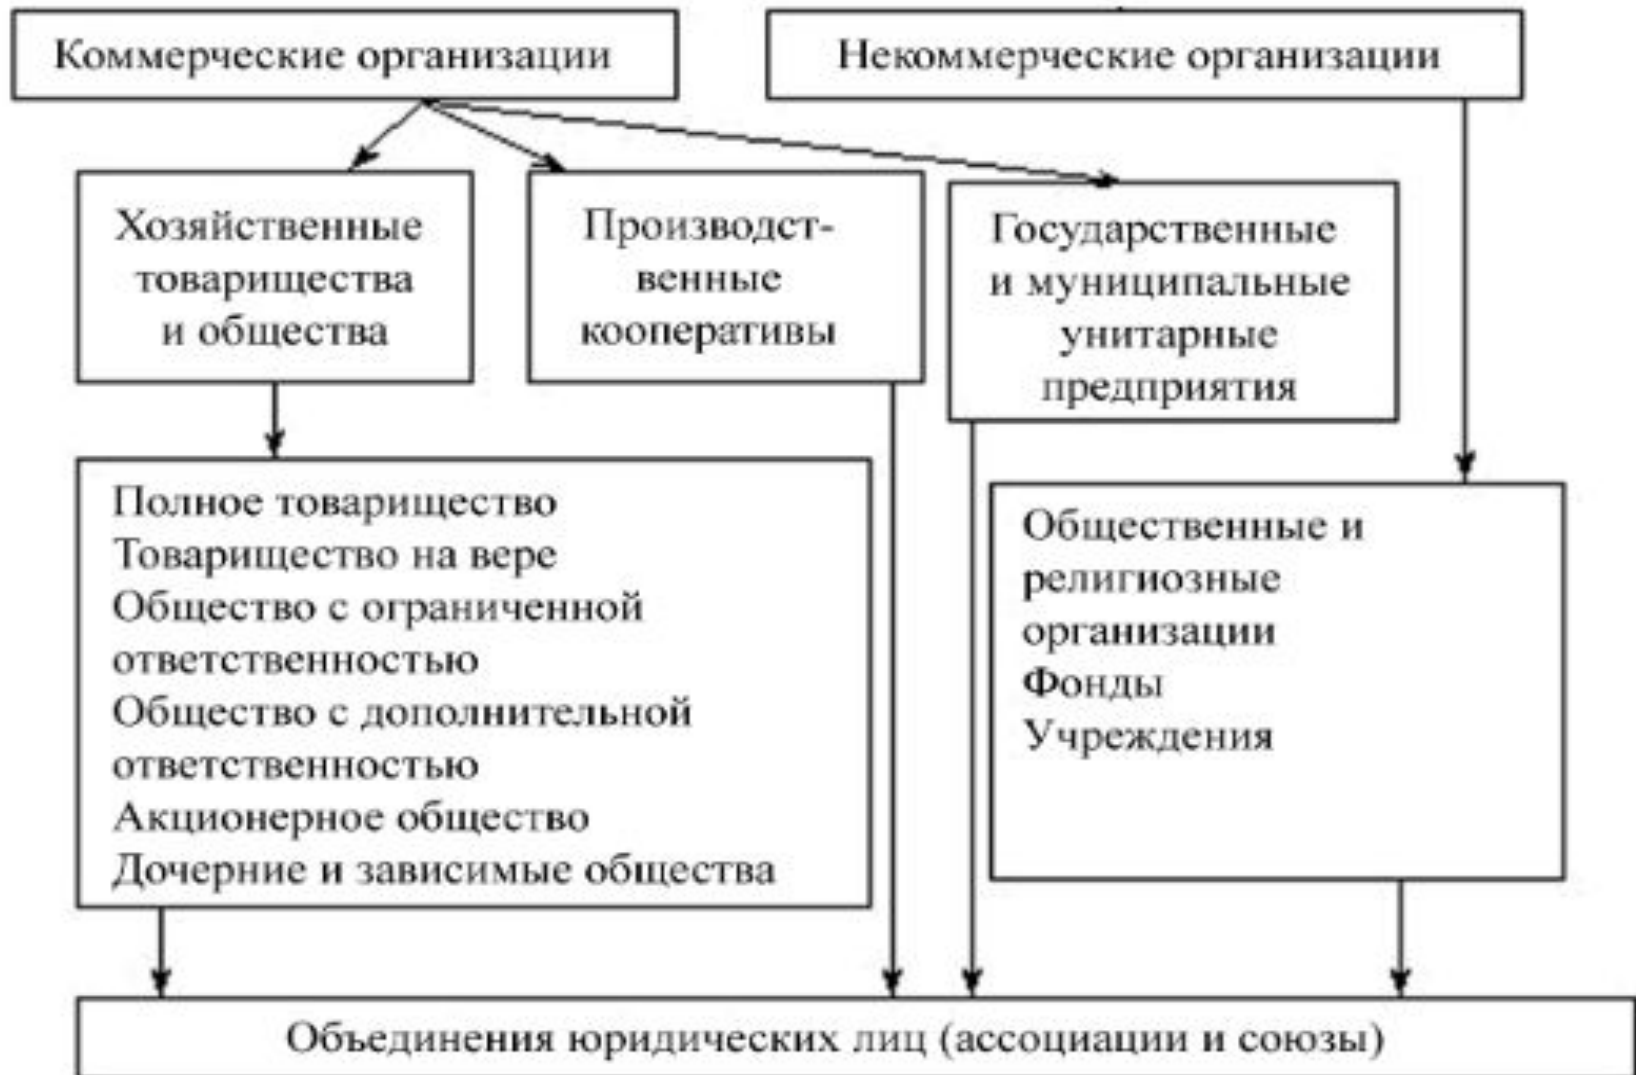 Коммерческие организации
Некоммерческие организации
Хозяйственные
товарищества
и общества
Производст-
венные
кооперативы
Государственные
и муниципальные
унитарные
предприятия
Полное товарищество
Товарищество на вере
Общество с ограниченной
ответственностью
Общество с дополнительной
ответственностью
Акционерное общество
Дочерние и зависимые общества
Общественные и
религиозные
организации
Фонды
Учреждения
Объединения юридических лиц (ассоциации и союзы)